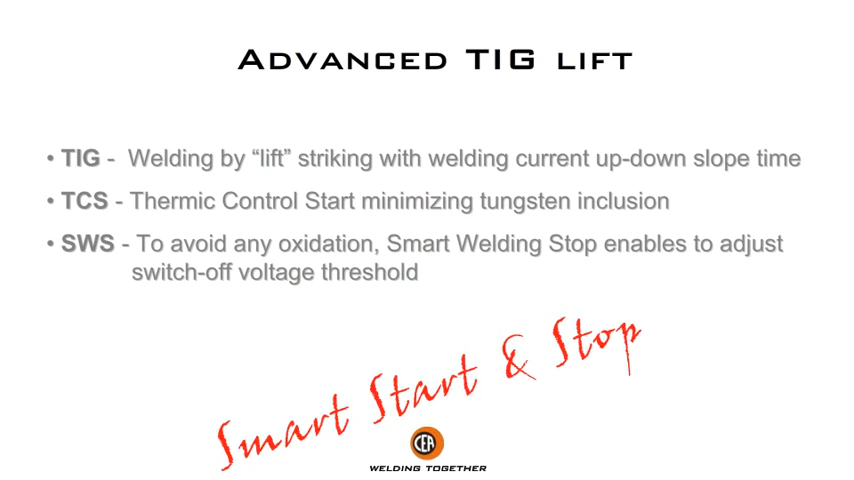 Advanced TIG lift
• TIG - Welding by “lift” striking with welding current up-down slope time
• TCS - Thermic Control Start minimizing tungsten inclusion
• SWS - To avoid any oxidation, Smart Welding Stop enables to adjust
switch-off voltage threshold
Smart Start & Stop
CEA
WELDING TOGETHER